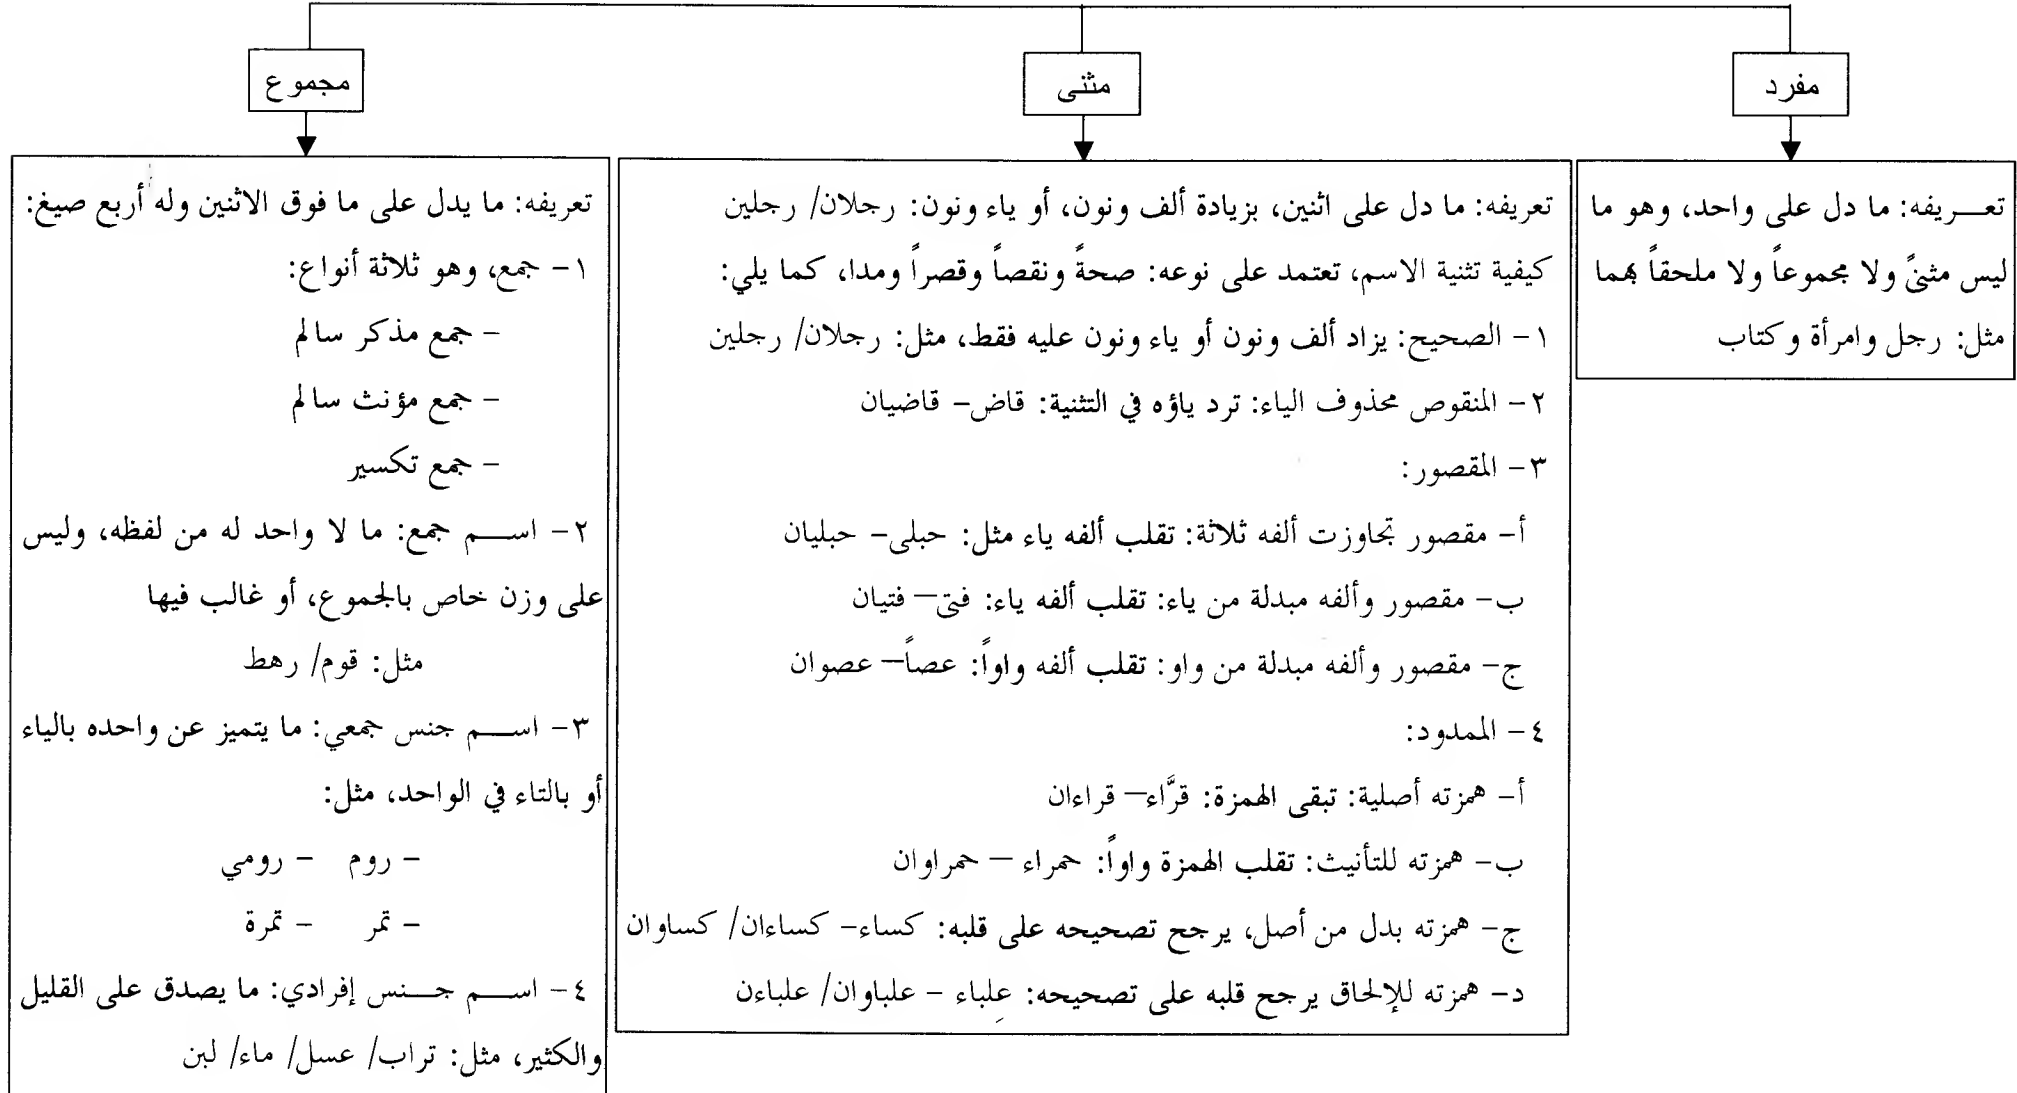 مفرد
مثنى
مجموع
تعـــريفه: ما دل على واحد، وهو ما
ليس مثنىً ولا مجموعاً ولا ملحقاً بهما
مثل: رجل وامرأة وكتاب
تعريفه: ما دل على اثنين، بزيادة ألف ونون، أو ياء ونون: رجلان/ رجلين
كيفية تثنية الاسم، تعتمد على نوعه: صحةً ونقصاً وقصراً ومدا، كما يلي:
١- الصحيح: يزاد ألف ونون أو ياء ونون عليه فقط، مثل: رجلان/ رجلين
٢- المنقوص محذوف الياء: ترد ياؤه في التثنية: قاض- قاضيان
٣- المقصور:
أ- مقصور تجاوزت ألفه ثلاثة: تقلب ألفه ياء مثل: حبلى- حبليان
ب- مقصور وألفه مبدلة من ياء: تقلب ألفه ياء: فتى— فتيان
ج- مقصور وألفه مبدلة من واو: تقلب ألفه واواً: عصاً— عصوان
٤- الممدود:
أ- همزته أصلية: تبقى الهمزة: قرَّاء— قراءان
ب- همزته للتأنيث: تقلب الهمزة واواً: حمراء — حمراوان
ج- همزته بدل من أصل، يرجح تصحيحه على قلبه: كساء- كساءان/ كساوان
د- همزته للإلحاق يرجح قلبه على تصحيحه: علباء - علباوان/ علباءن
تعريفه: ما يدل على ما فوق الاثنين وله أربع صيغ:
١- جمع، وهو ثلاثة أنواع:
- جمع مذكر سالم
- جمع مؤنث سالم
- جمع تكسير
٢- اســـم جمع: ما لا واحد له من لفظه، وليس
على وزن خاص بالجموع، أو غالب فيها
مثل: قوم/ رهط
٣- اســـم جنس جمعي: ما يتميز عن واحده بالياء
أو بالتاء في الواحد، مثل:
- روم - رومي
- تمر - تمرة
٤- اســـم جـــنس إفرادي: ما يصدق على القليل
والكثير، مثل: تراب/ عسل/ ماء/ لبن